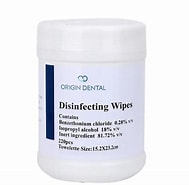 ORIGIN DENTAL
Disinfecting Wipes
Contains
Benzethonium chloride 0.28% v/v
Isopropyl alcohol 18% v/v
Inert ingredient 81.72% v/v
220pcs
Towelette Size:15.2X23.2cm